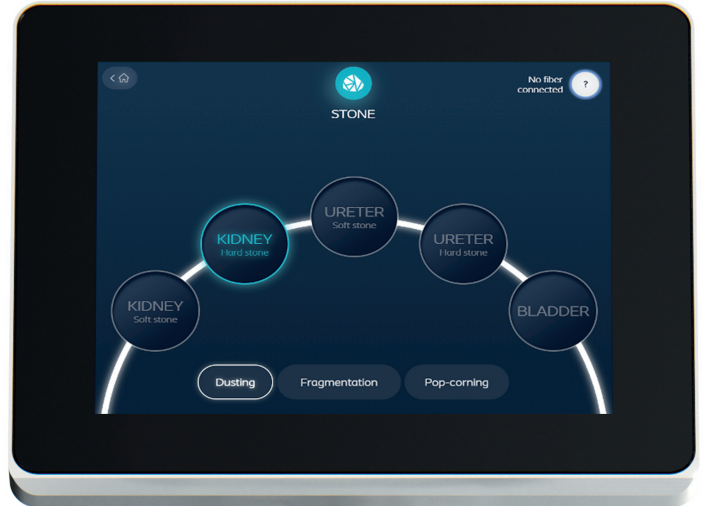 No fiber
connected
?
STONE
URETER
Soft stone
KIDNEY
Hard stone
URETER
Hard stone
KIDNEY
Soft stone
BLADDER
Dusting
Fragmentation
Pop-corning